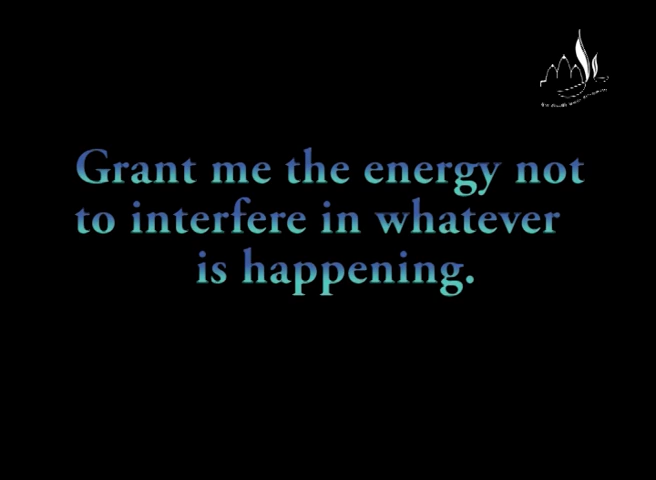 Grant me the energy not
to interfere in whatever
is happening.